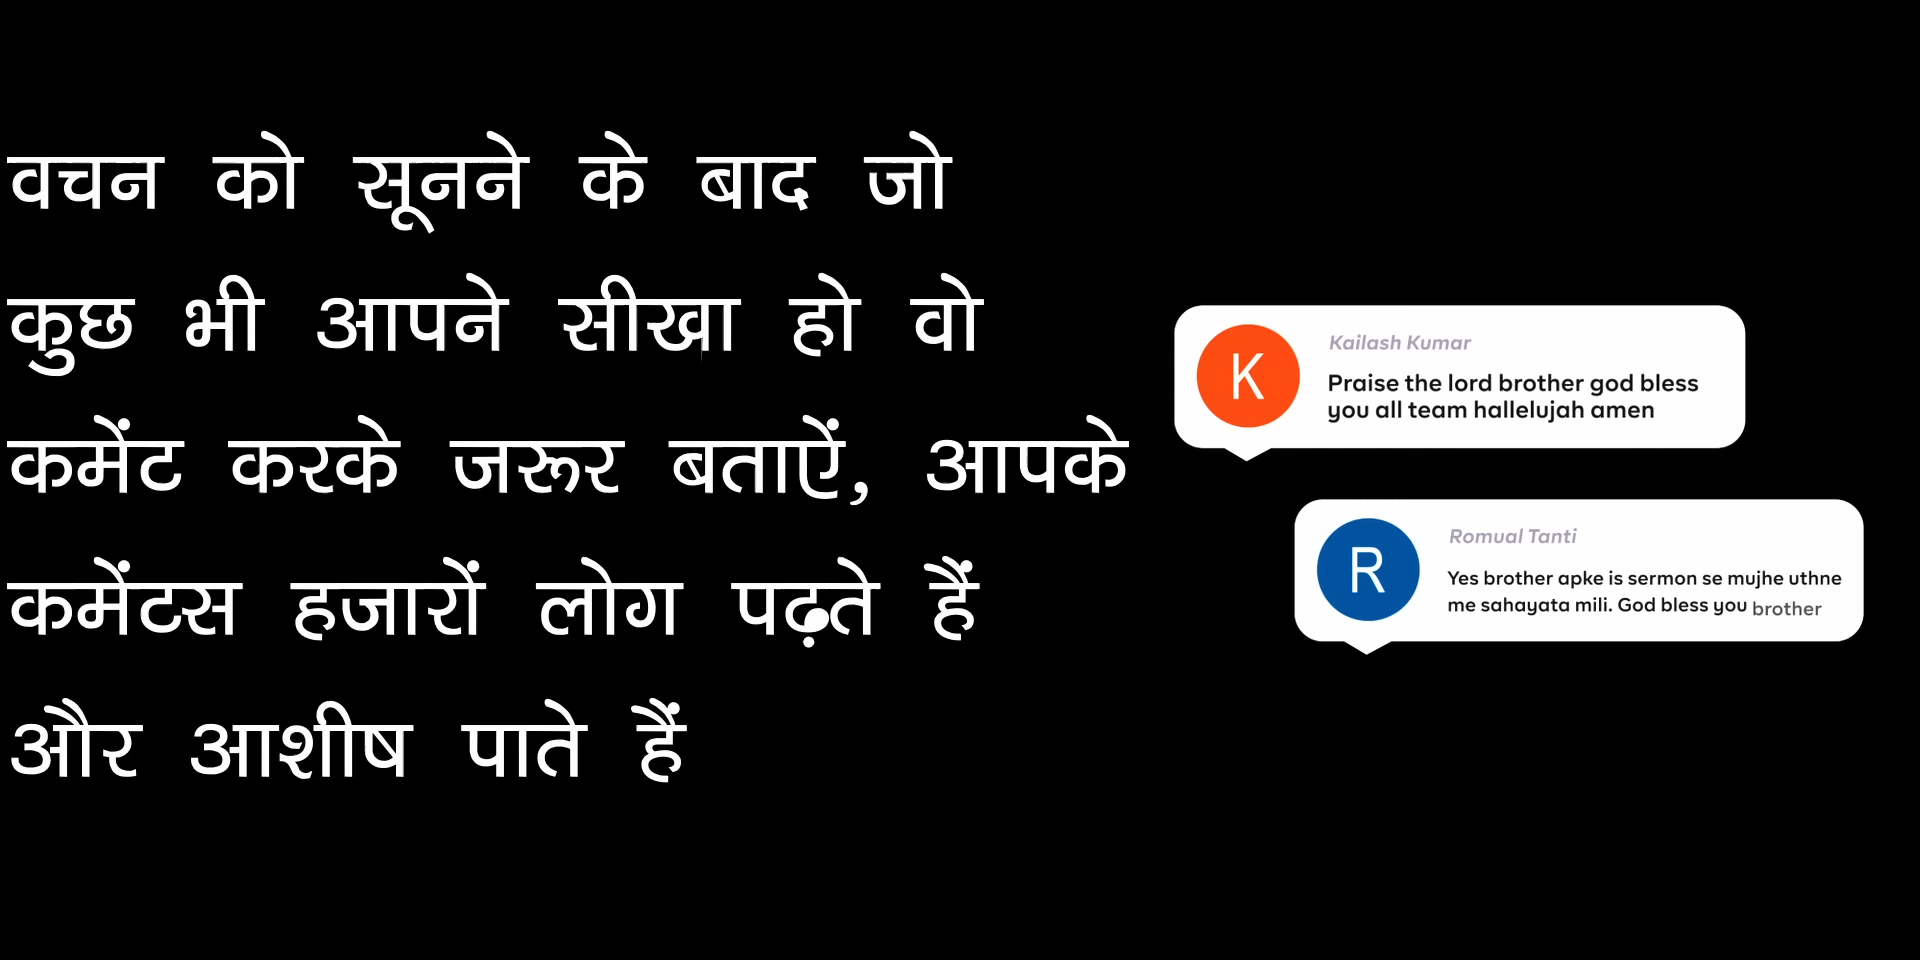 वचन को सूनने के बाद जो
कुछ भी आपने सीखा हो वो
कमेंट करके जरूर बताऐं, आपके
कमेंटस हजारों लोग पढ़ते हैं
और आशीष पाते हैं
K
Kailash Kumar
Praise the lord brother god bless
you all team hallelujah amen
R
Romual Tanti
Yes brother apke is sermon se mujhe uthne
me sahayata mili. God bless you brother